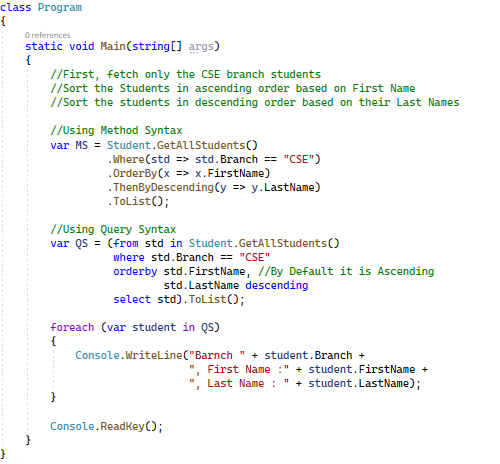 class Program
{
0 references
static void Main(string[] args)
{
//First, fetch only the CSE branch students
//Sort the Students in ascending order based on First Name
//Sort the students in descending order based on their Last Names
//Using Method Syntax
var MS = Student.GetAllStudents()
.Where(std => std.Branch == "CSE")
.OrderBy(x => x.FirstName)
.ThenByDescending(y => y.LastName)
.ToList();
//Using Query Syntax
var QS = (from std in Student.GetAllStudents()
where std.Branch == "CSE"
orderby std.FirstName, //By Default it is Ascending
std.LastName descending
select std).ToList();
foreach (var student in QS)
{
Console.WriteLine("Barnch " + student.Branch +
", First Name :" + student.FirstName +
", Last Name : " + student.LastName);
}
Console.ReadKey();
}
}